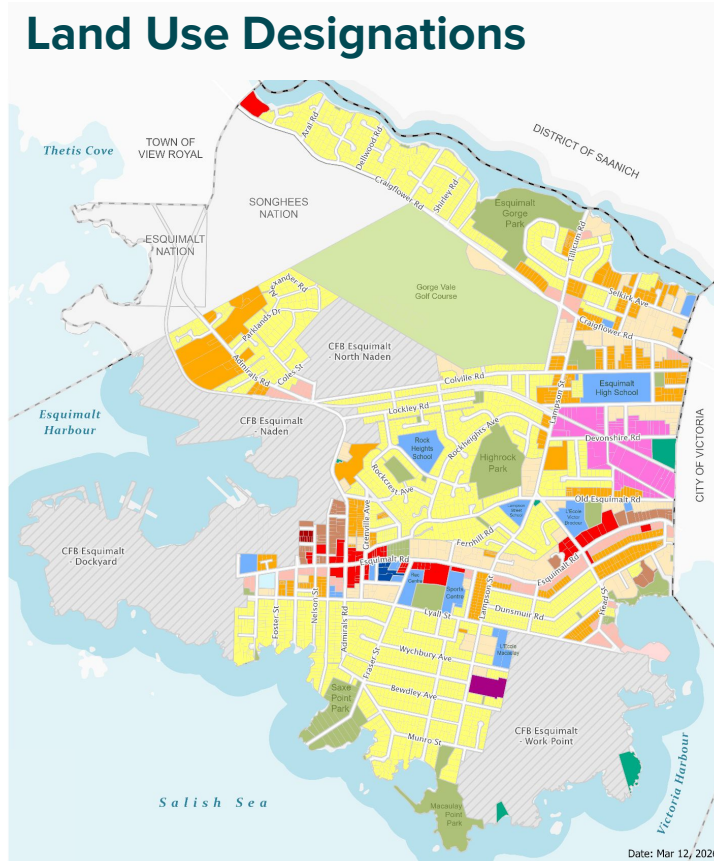 Land Use Designations
Thetis Cove
TOWN OF
VIEW ROYAL
DISTRICT OF SAANICH
Aral Rd
Dellwood Rd
Craigflower Rd
Shirley Rd
SONGHEES
NATION
ESQUIMALT
NATION
Esquimalt
Gorge
Park
Tillicum Rd
Gorge Vale
Golf Course
Selkirk Ave
Craigflower Rd
Parklands Dr
Admirals Rd
Coles St
CFB Esquimalt
- North Naden
Colville Rd
Lampson St
Esquimalt
High School
Lockley Rd
Esquimalt
Harbour
CFB Esquimalt
- Naden
Rock
Heights
School
Rockheights Ave
Devonshire Rd
CITY OF VICTORIA
Highrock
Park
Rockcrest Ave
Old Esquimalt Rd
Grenville Ave
Fernhill Rd
CFB Esquimalt
- Dockyard
Esquimalt Rd
Esquimalt Rd
Rec
Centre
Sports
Centre
Lampson St
Head St
Foster St
Nelson St
Admirals Rd
Lyall St
Dunsmuir Rd
Fraser St
Wychbury Ave
L'Ecole
Macaulay
Saxe
Point
Park
Bewdley Ave
Munro St
CFB Esquimalt
- Work Point
Victoria Harbour
Salish Sea
Macaulay
Point
Park
Date: Mar 12, 202